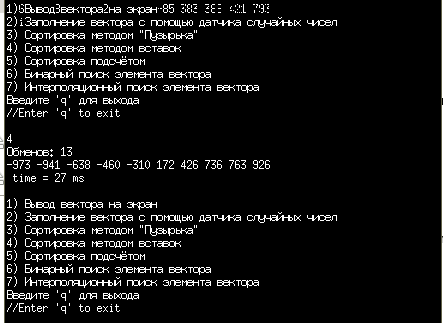 1)6Вывод3вектора2на экран-85 383 383 421 793
2)iЗаполнение вектора с помощью датчика случайных чисел
3) Сортировка методом "Пузырька"
4) Сортировка методом вставок
5) Сортировка подсчётом
6) Бинарный поиск элемента вектора
7) Интерполяционный поиск элемента вектора
Введите 'q' для выхода
//Enter 'q' to exit
4
Обменов: 13
-973 -941 -638 -460 -310 172 426 736 763 926
time = 27 ms
1) Вывод вектора на экран
2) Заполнение вектора с помощью датчика случайных чисел
3) Сортировка методом "Пузырька"
4) Сортировка методом вставок
5) Сортировка подсчётом
6) Бинарный поиск элемента вектора
7) Интерполяционный поиск элемента вектора
Введите 'q' для выхода
//Enter 'q' to exit